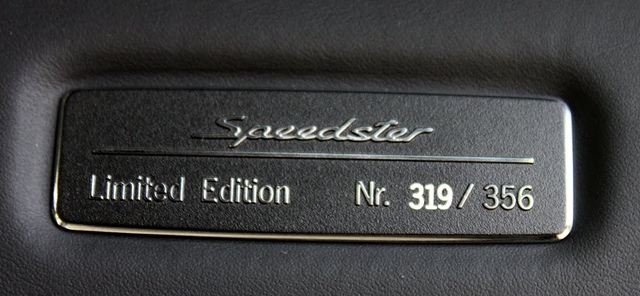 Speedster
Limited Edition Nr. 319 / 356